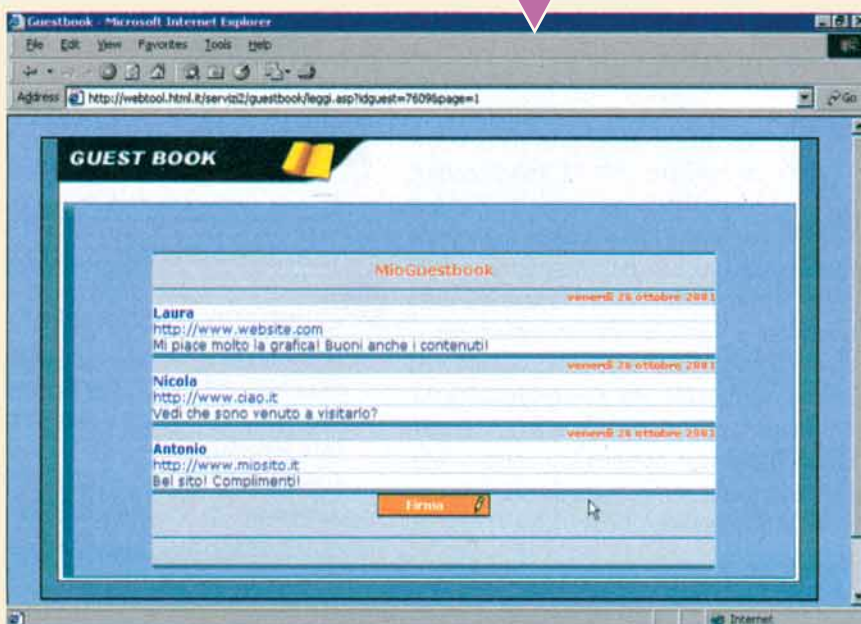 Guestbook - Microsoft Internet Explorer
File Edit View Favorites Tools Help
Address http://webtool.html.it/servizi2/guestbook/leggi.asp?idguest=7609&page=1 Go
GUEST BOOK
MioGuestbook
venerdì 26 ottobre 2001
Laura
http://www.website.com
Mi piace molto la grafica! Buoni anche i contenuti!
venerdì 26 ottobre 2001
Nicola
http://www.ciao.it
Vedi che sono venuto a visitarlo?
venerdì 26 ottobre 2001
Antonio
http://www.miosito.it
Bel sito! Complimenti!
Firma
Internet